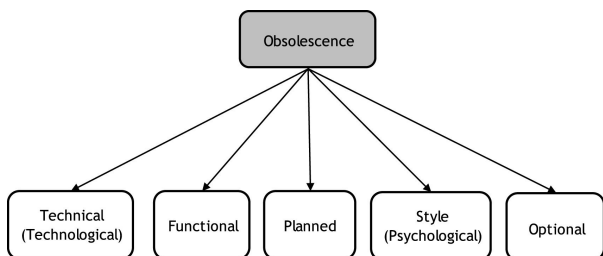 Obsolescence
Technical
(Technological)
Functional
Planned
Style
(Psychological)
Optional